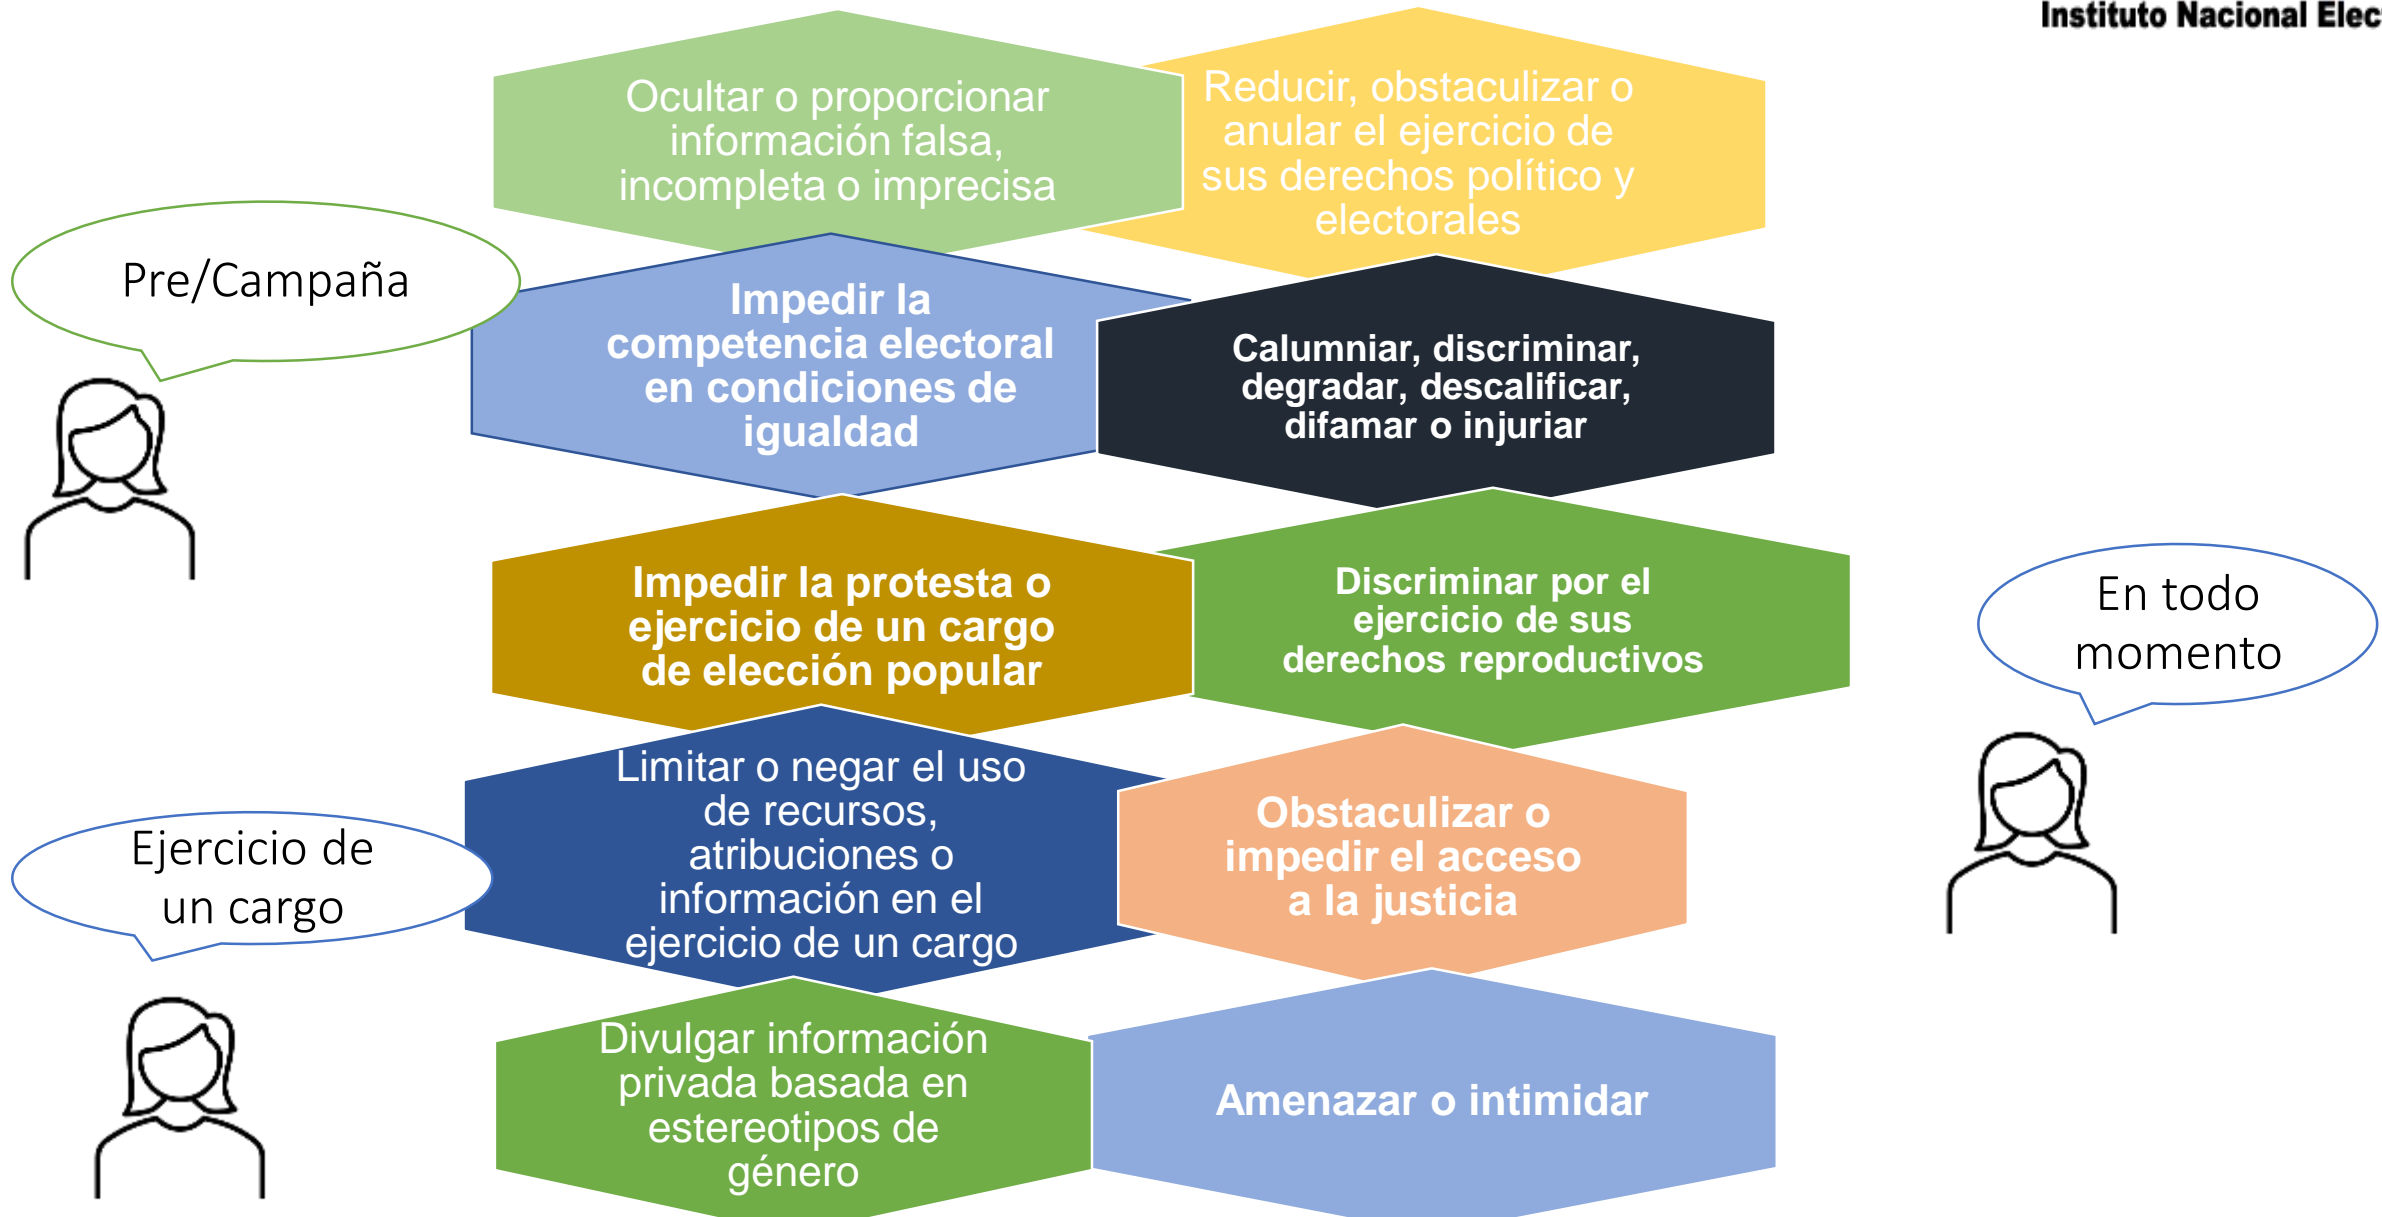 Instituto Nacional Elec
Ocultar o proporcionar
información falsa,
incompleta o imprecisa
Reducir, obstaculizar o
anular el ejercicio de
sus derechos político y
electorales
Pre/Campaña
Impedir la
competencia electoral
en condiciones de
igualdad
Calumniar, discriminar,
degradar, descalificar,
difamar o injuriar
Impedir la protesta o
ejercicio de un cargo
de elección popular
Discriminar por el
ejercicio de sus
derechos reproductivos
En todo
momento
Ejercicio de
un cargo
Limitar o negar el uso
de recursos,
atribuciones o
información en el
ejercicio de un cargo
Obstaculizar o
impedir el acceso
a la justicia
Divulgar información
privada basada en
estereotipos de
género
Amenazar o intimidar